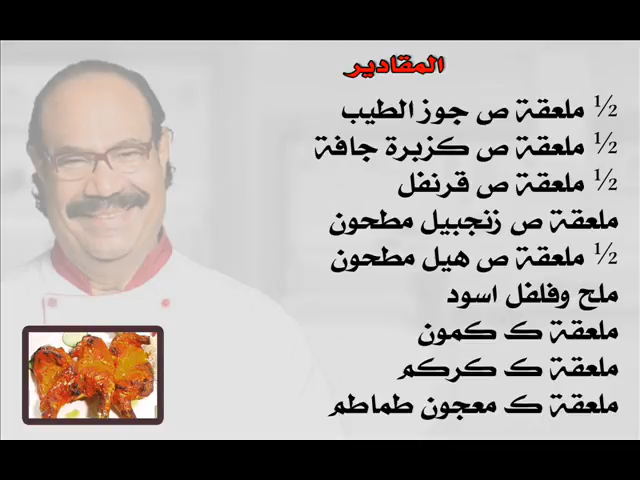 المقادير
½ ملعقة ص جوز الطيب
½ ملعقة ص كزبرة جافة
½ ملعقة ص قرنفل
ملعقة ص زنجبيل مطحون
½ ملعقة ص هيل مطحون
ملح وفلفل اسود
ملعقة ك كمون
ملعقة ك كركم
ملعقة ك معجون طماطم